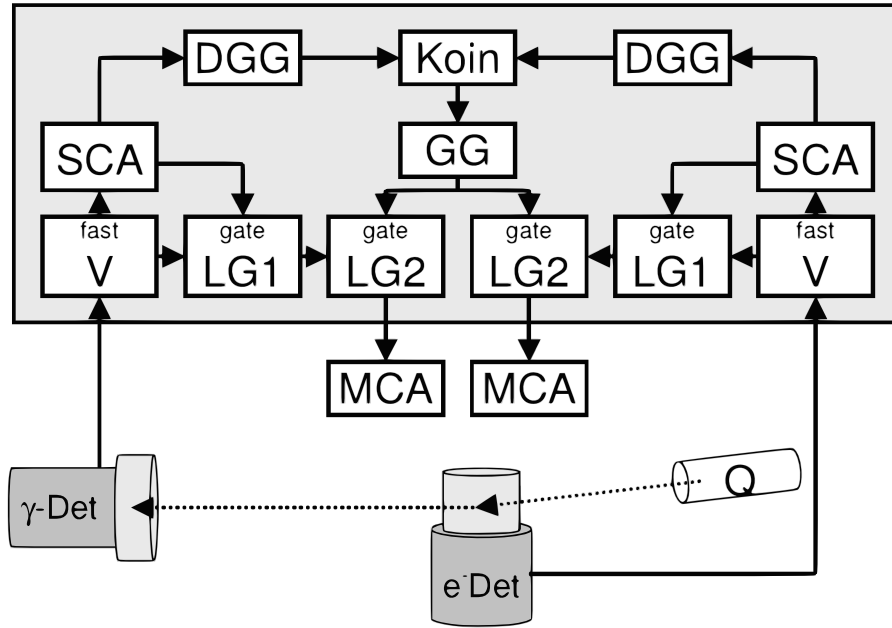 DGG Koin DGG
SCA GG SCA
fast gate gate gate gate fast
V LG1 LG2 LG2 LG1 V
MCA MCA
Q
γ-Det
e⁻Det